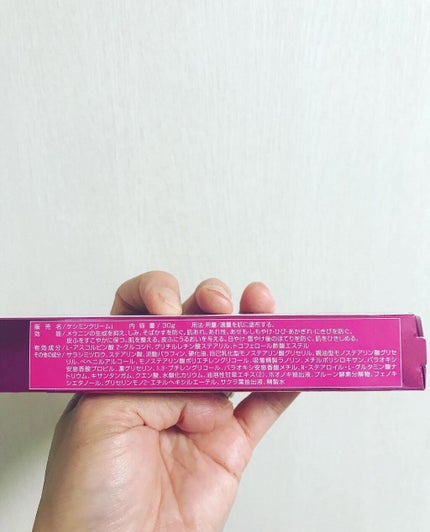 販売名/ケシミンクリームj 内容量/30g 用法・用量/適量を肌に塗布する。
効能/メラニンの生成を抑え、しみ、そばかすを防ぐ。肌あれ。あれ性。あせも・しもやけ・ひび・あかぎれ・にきびを防ぐ。
皮ふをすこやかに保つ。肌を整える。皮ふにうるおいを与える。日やけ・雪やけ後のほてりを防ぐ。肌をひきしめる。
有効成分/L-アスコルビン酸 2-グルコシド、グリチルレチン酸ステアリル、トコフェロール酢酸エステル
その他の成分/サラシミツロウ、ステアリン酸、流動パラフィン、硬化油、自己乳化型モノステアリン酸グリセリル、親油型モノステアリン酸グリセ
リル、ベヘニルアルコール、モノステアリン酸ポリエチレングリコール、吸着精製ラノリン、メチルポリシロキサン、パラオキシ
安息香酸プロピル、濃グリセリン、1,3-ブチレングリコール、パラオキシ安息香酸メチル、N-ステアロイル-L-グルタミン酸ナ
トリウム、キサンタンガム、クエン酸、水酸化カリウム、油溶性甘草エキス(2)、ホオノキ抽出液、プルーン酵素分解物、フェノキ
シエタノール、グリセリンモノ2-エチルヘキシルエーテル、サクラ葉抽出液、精製水